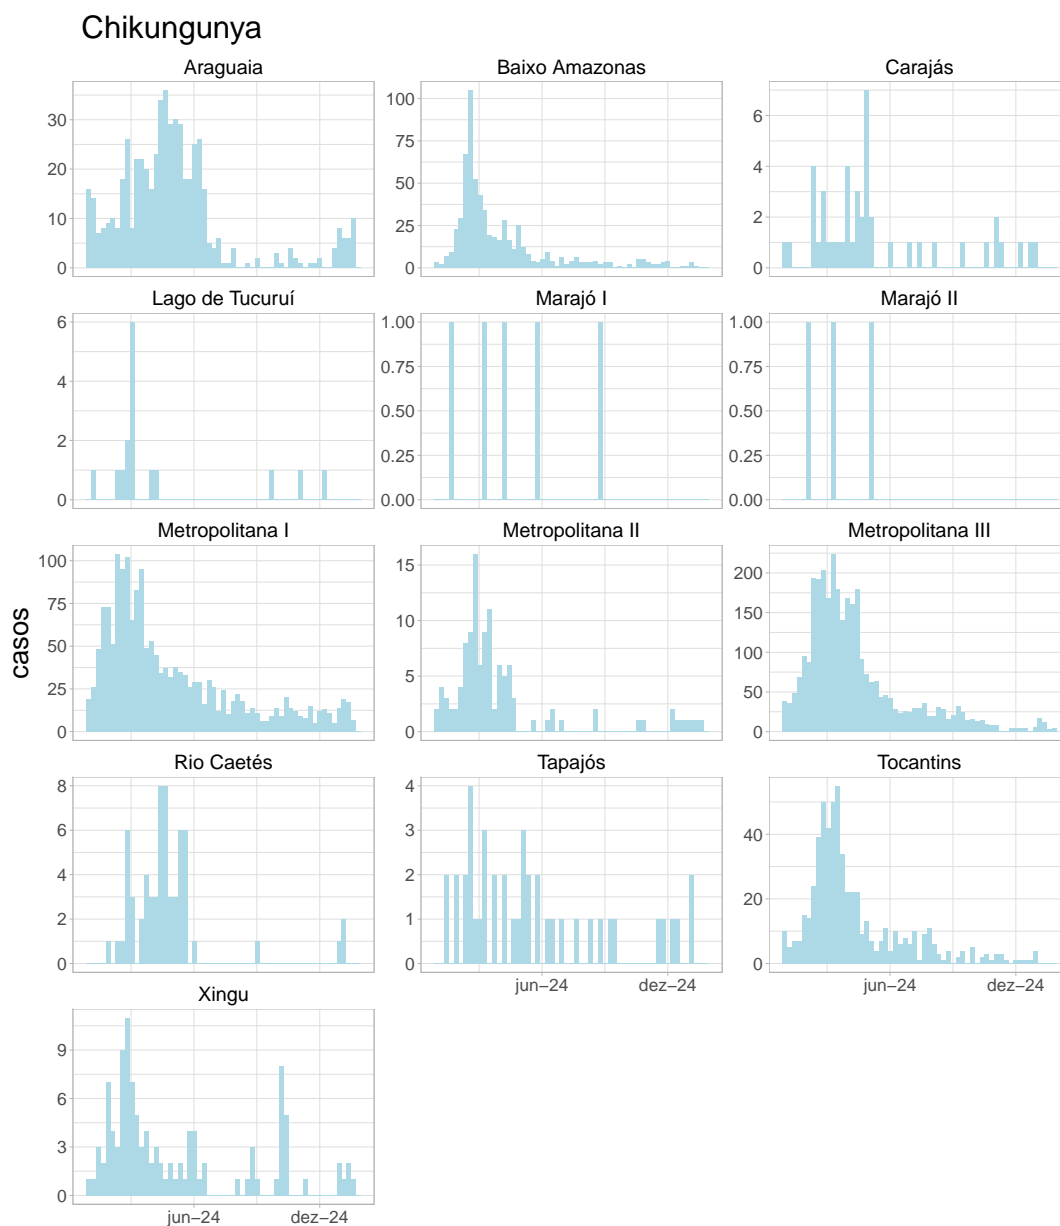 Chikungunya
Araguaia
Baixo Amazonas
Carajás
30
20
10
0
100
75
50
25
0
6
4
2
0
Lago de Tucuruí
Marajó I
Marajó II
6
4
2
0
1.00
0.75
0.50
0.25
0.00
1.00
0.75
0.50
0.25
0.00
Metropolitana I
Metropolitana II
Metropolitana III
casos
100
75
50
25
0
15
10
5
0
200
150
100
50
0
Rio Caetés
Tapajós
Tocantins
8
6
4
2
0
4
3
2
1
0
40
20
0
jun−24
dez−24
jun−24
dez−24
Xingu
9
6
3
0
jun−24
dez−24